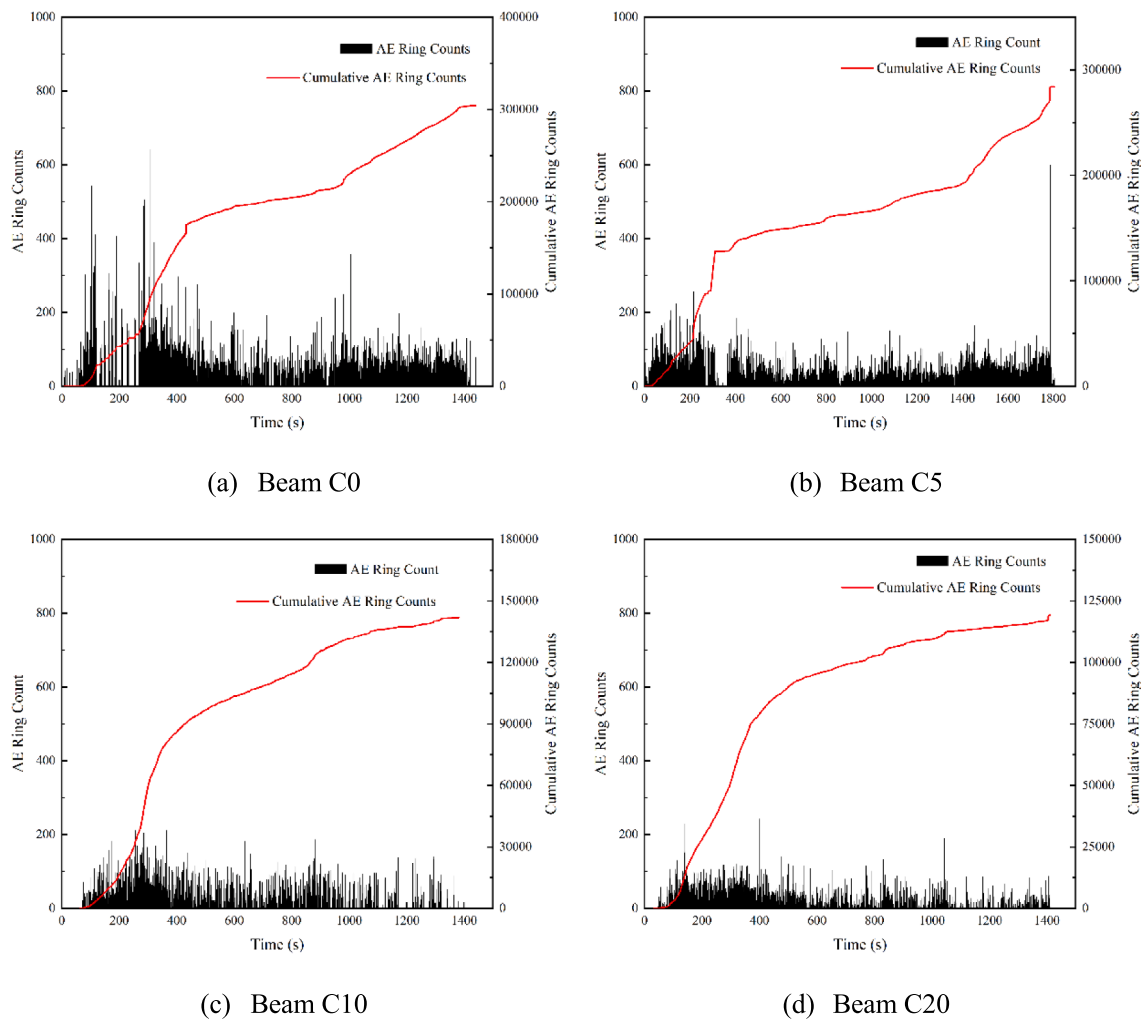 1000
800
600
400
200
0
AE Ring Counts
400000
300000
200000
100000
0
Cumulative AE Ring Counts
AE Ring Counts
Cumulative AE Ring Counts
0 200 400 600 800 1000 1200 1400
Time (s)
(a) Beam C0
1000
800
600
400
200
0
AE Ring Count
300000
200000
100000
0
Cumulative AE Ring Counts
AE Ring Count
Cumulative AE Ring Counts
0 200 400 600 800 1000 1200 1400 1600 1800
Time (s)
(b) Beam C5
1000
800
600
400
200
0
AE Ring Count
180000
150000
120000
90000
60000
30000
0
Cumulative AE Ring Counts
AE Ring Count
Cumulative AE Ring Counts
0 200 400 600 800 1000 1200 1400
Time (s)
(c) Beam C10
1000
800
600
400
200
0
AE Ring Counts
150000
125000
100000
75000
50000
25000
0
Cumulative AE Ring Counts
AE Ring Counts
Cumulative AE Ring Counts
0 200 400 600 800 1000 1200 1400
Time (s)
(d) Beam C20